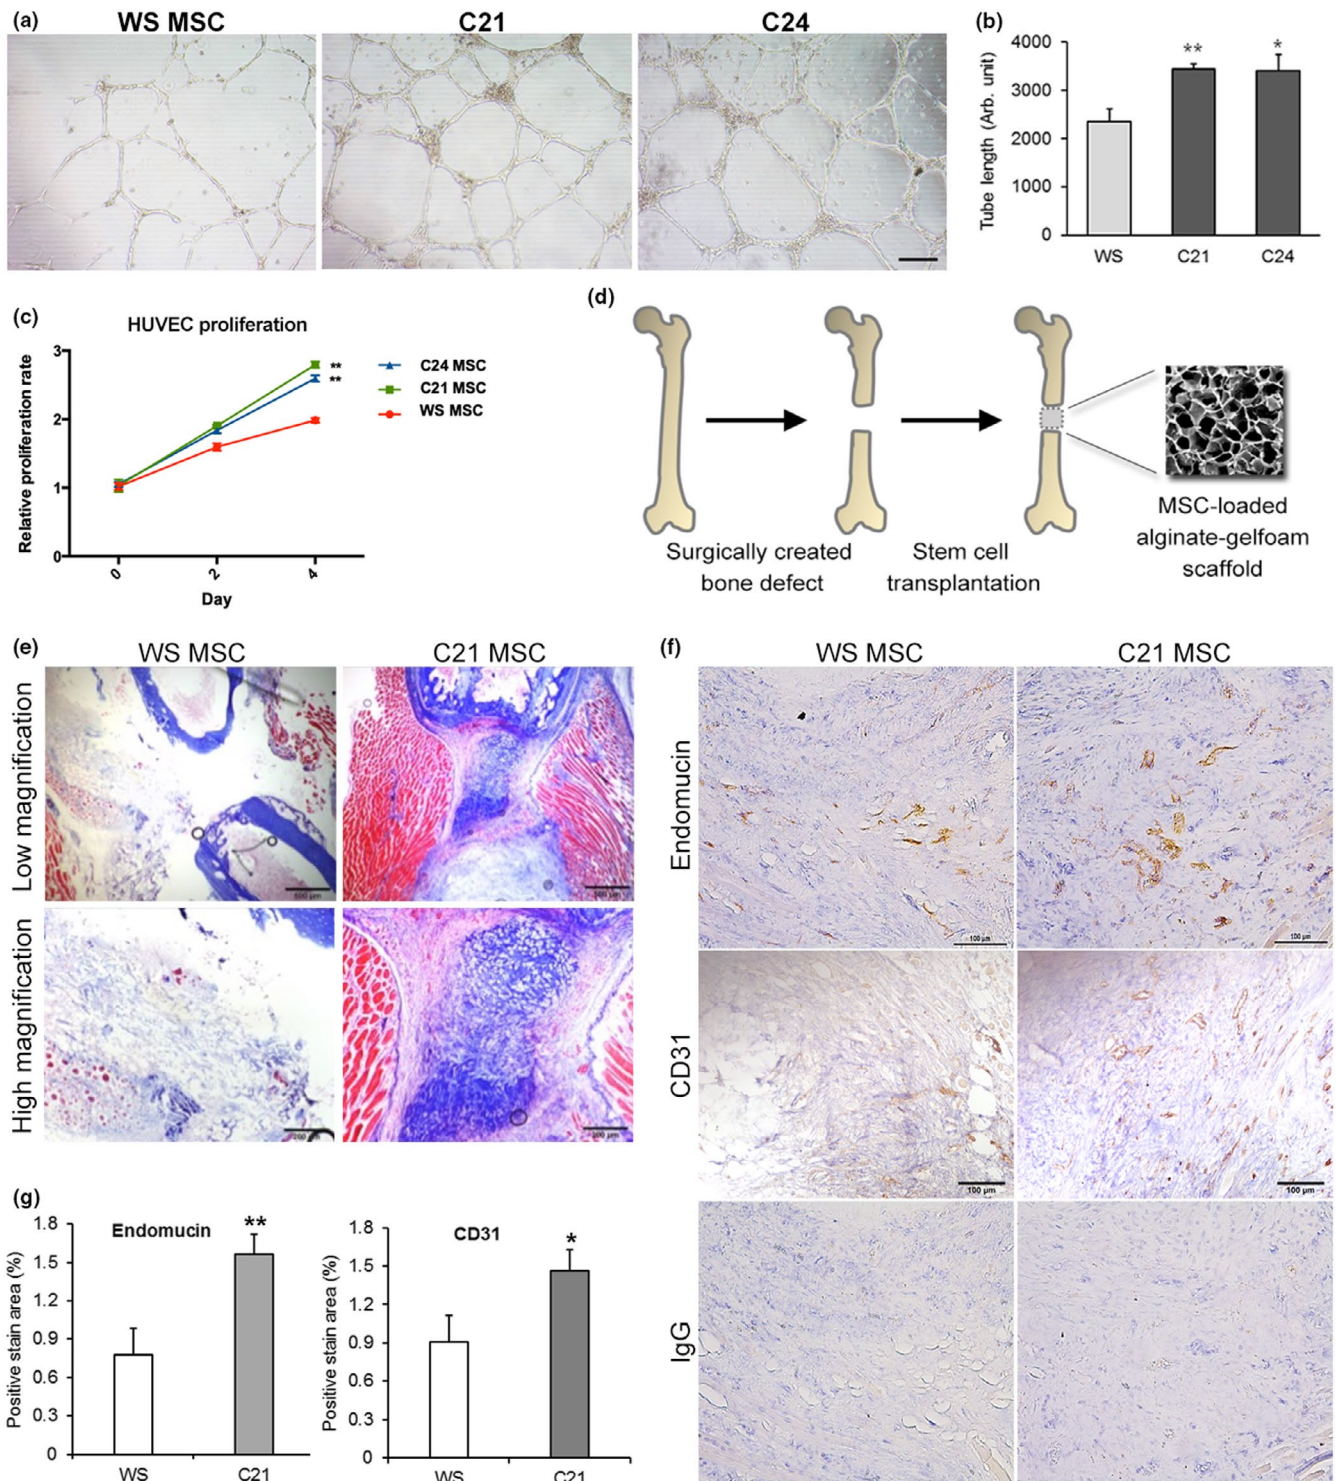 (a)
WS MSC
C21
C24
(b)
Tube length (Arb. unit)
4000
3000
2000
1000
0
**
*
WS
C21
C24
(c)
HUVEC proliferation
Relative proliferation rate
3
2
1
0
**
**
0
2
4
Day
C24 MSC
C21 MSC
WS MSC
(d)
Surgically created
bone defect
Stem cell
transplantation
MSC-loaded
alginate-gelfoam
scaffold
(e)
WS MSC
C21 MSC
Low magnification
High magnification
(f)
WS MSC
C21 MSC
Endomucin
100 µm
100 µm
CD31
100 µm
100 µm
IgG
(g)
Positive stain area (%)
1.8
1.5
1.2
0.9
0.6
0.3
0
Endomucin
**
WS
C21
Positive stain area (%)
1.8
1.5
1.2
0.9
0.6
0.3
0
CD31
*
WS
C21